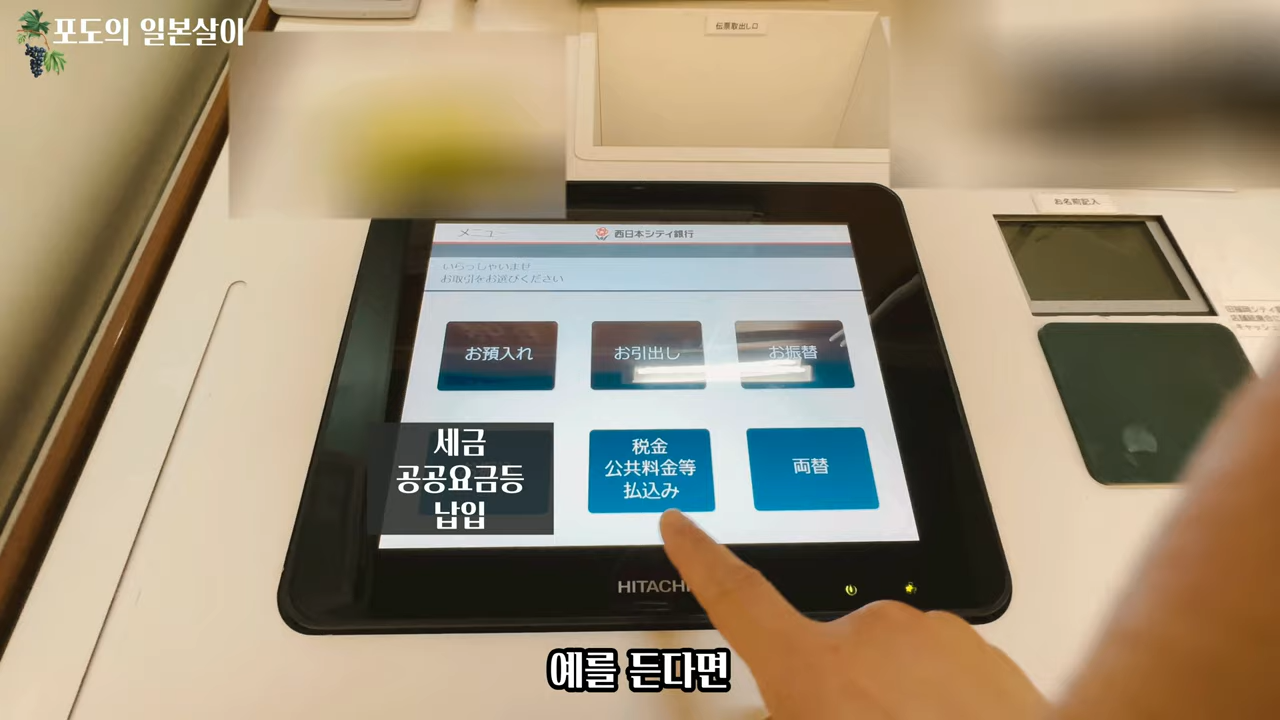 포도의 일본살이
伝票取出し口
お名前記入
メニュー
西日本シティ銀行
いらっしゃいませ
お取引をお選びください
お預入れ
お引出し
お振替
세금
공공요금등
납입
税金
公共料金等
払込み
両替
HITACHI
예를 든다면